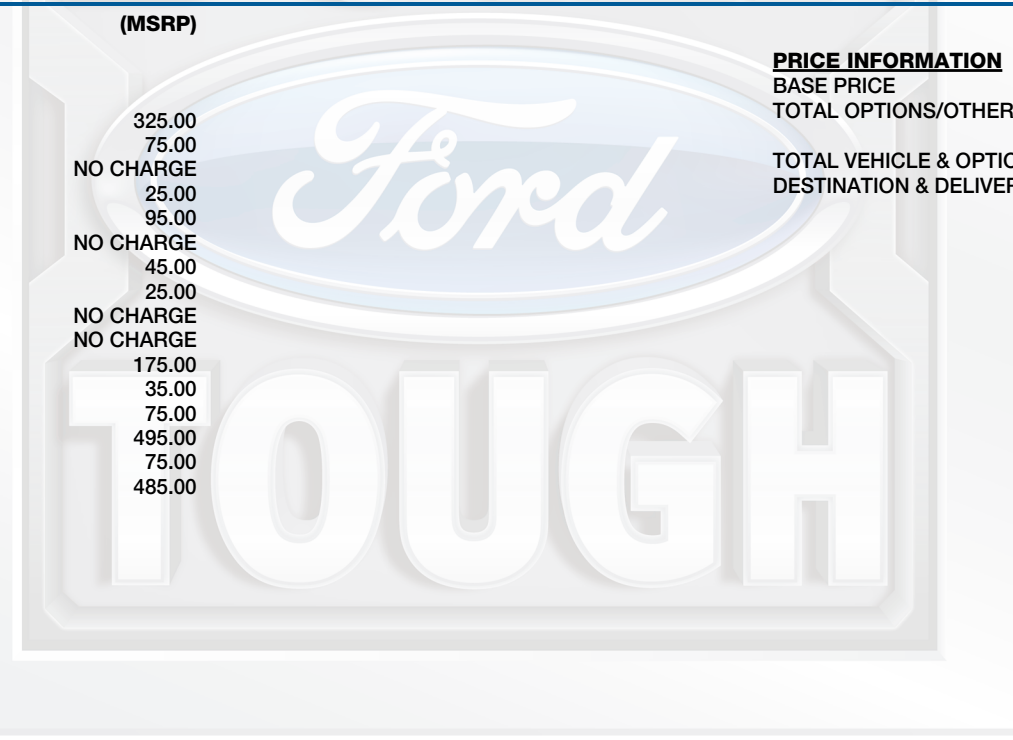 (MSRP)
325.00
75.00
NO CHARGE
25.00
95.00
NO CHARGE
45.00
25.00
NO CHARGE
NO CHARGE
175.00
35.00
75.00
495.00
75.00
485.00
PRICE INFORMATION
BASE PRICE
TOTAL OPTIONS/OTHER
TOTAL VEHICLE & OPTIO
DESTINATION & DELIVER
Ford
TOUGH